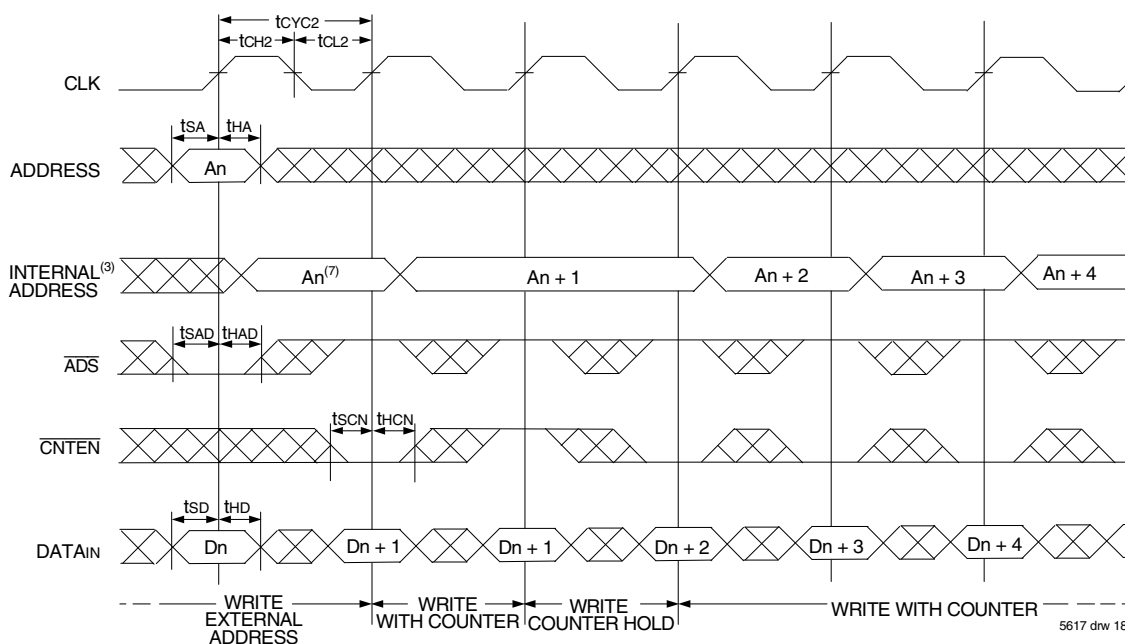 tCYC2
tCH2 tCL2
CLK
tSA tHA
ADDRESS An
INTERNAL(3) ADDRESS An(7) An + 1 An + 2 An + 3 An + 4
tSAD tHAD
ADS
tSCN tHCN
CNTEN
tSD tHD
DATAIN Dn Dn + 1 Dn + 1 Dn + 2 Dn + 3 Dn + 4
WRITE EXTERNAL ADDRESS
WRITE WITH COUNTER
WRITE COUNTER HOLD
WRITE WITH COUNTER
5617 drw 18